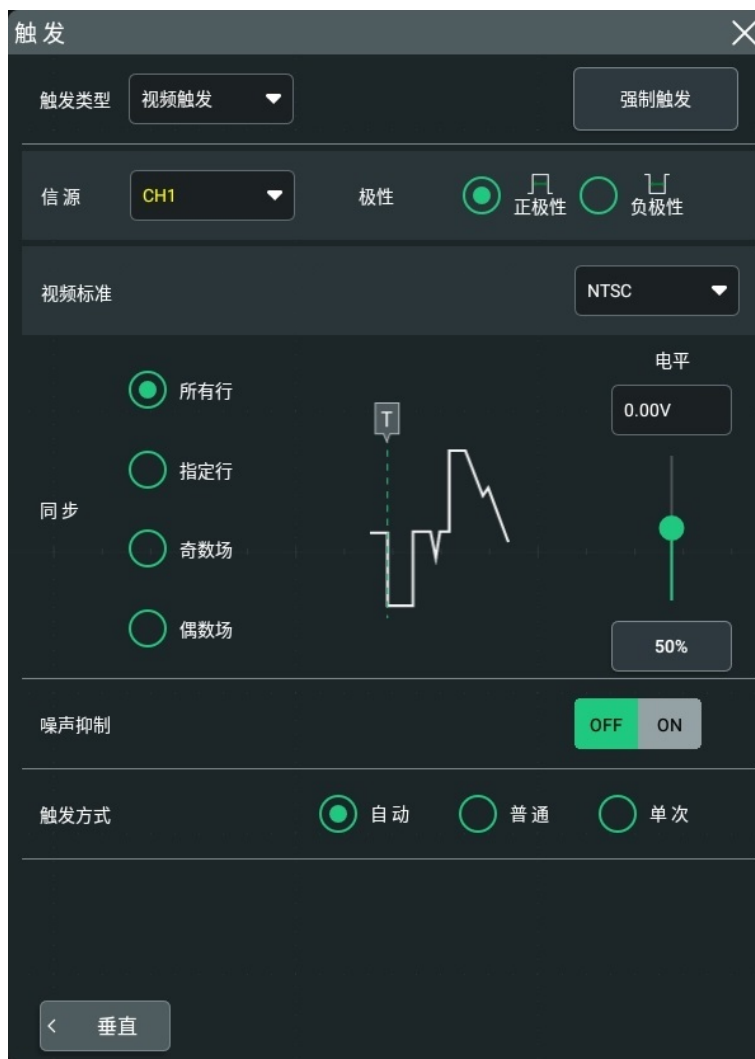 触发
触发类型 视频触发 强制触发
信源 CH1 极性 正极性 负极性
视频标准 NTSC
电平
所有行 0.00V
T
指定行
同步
奇数场
偶数场 50%
噪声抑制 OFF ON
触发方式 自动 普通 单次
< 垂直